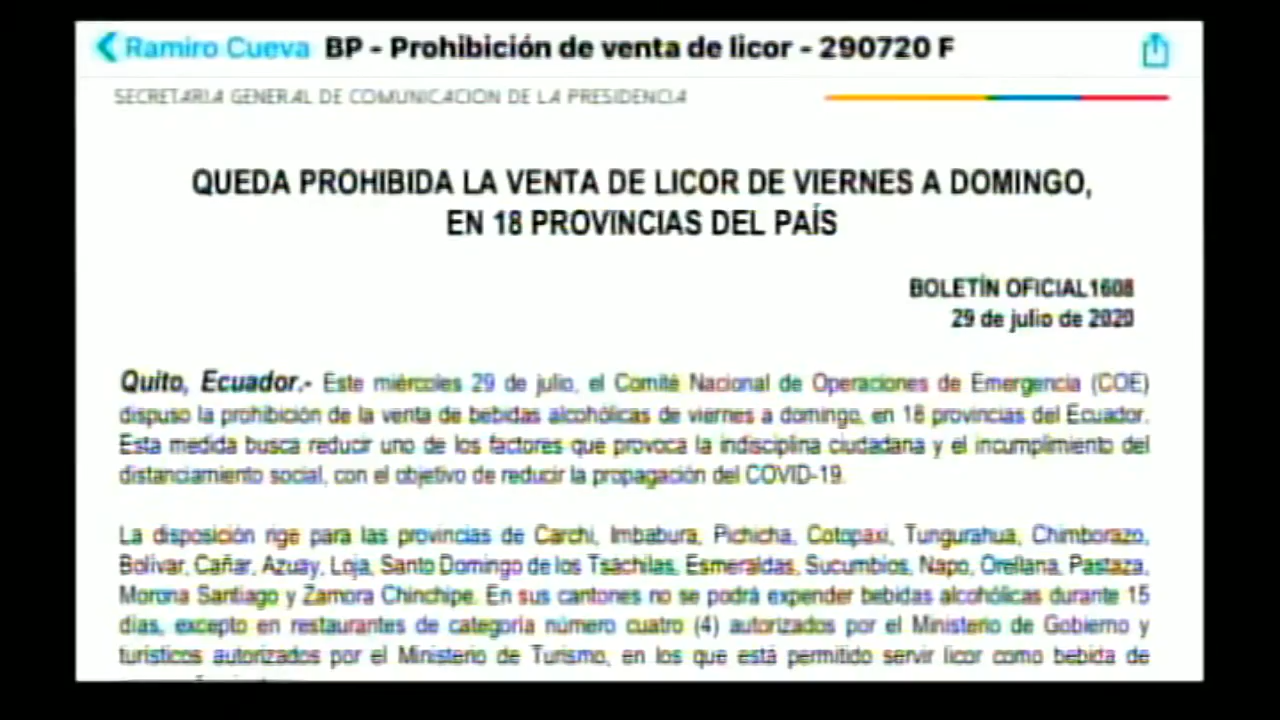 Ramiro Cueva BP - Prohibición de venta de licor - 290720 F
SECRETARÍA GENERAL DE COMUNICACIÓN DE LA PRESIDENCIA
QUEDA PROHIBIDA LA VENTA DE LICOR DE VIERNES A DOMINGO,
EN 18 PROVINCIAS DEL PAÍS
BOLETÍN OFICIAL1608
29 de julio de 2020
Quito, Ecuador.- Este miércoles 29 de julio, el Comité Nacional de Operaciones de Emergencia (COE)
dispuso la prohibición de la venta de bebidas alcohólicas de viernes a domingo, en 18 provincias del Ecuador.
Esta medida busca reducir uno de los factores que provoca la indisciplina ciudadana y el incumplimiento del
distanciamiento social, con el objetivo de reducir la propagación del COVID-19.
La disposición rige para las provincias de Carchi, Imbabura, Pichicha, Cotopaxi, Tungurahua, Chimborazo,
Bolívar, Cañar, Azuay, Loja, Santo Domingo de los Tsáchilas, Esmeraldas, Sucumbíos, Napo, Orellana, Pastaza,
Morona Santiago y Zamora Chinchipe. En sus cantones no se podrá expender bebidas alcohólicas durante 15
días, excepto en restaurantes de categoría número cuatro (4) autorizados por el Ministerio de Gobierno y
turísticos autorizados por el Ministerio de Turismo, en los que está permitido servir licor como bebida de